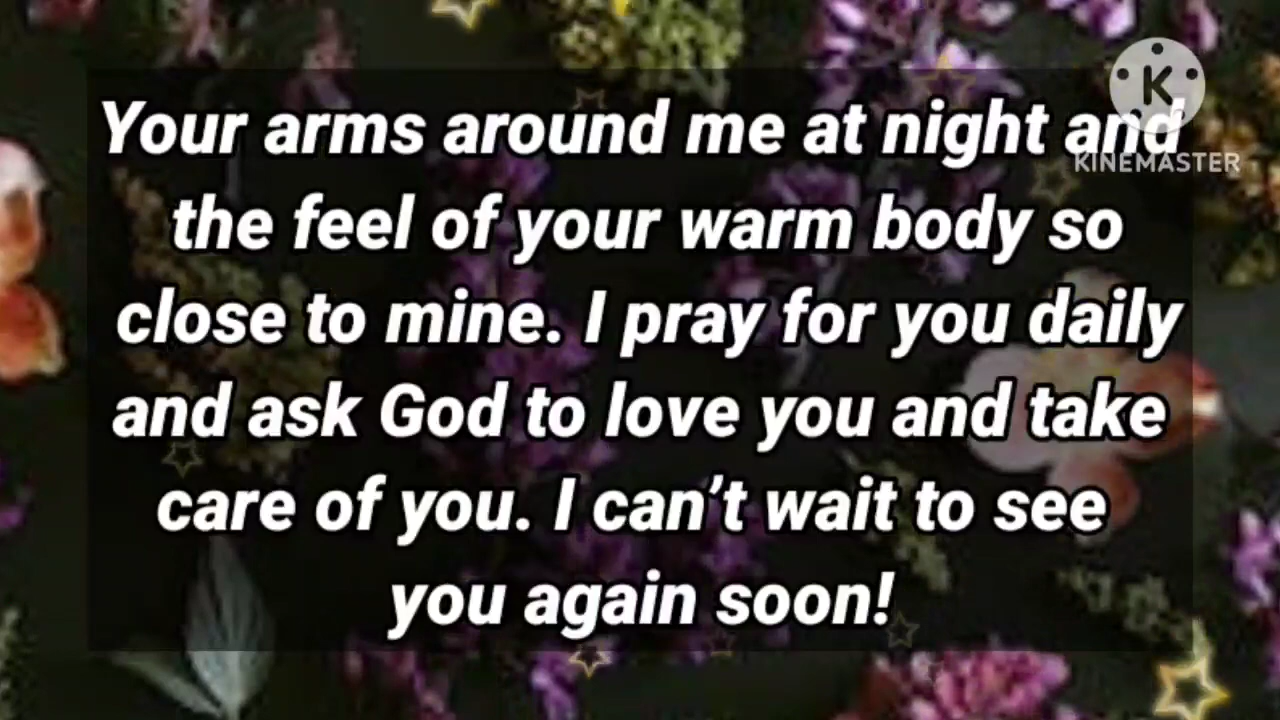 Your arms around me at night and
K
KINEMASTER
the feel of your warm body so
close to mine. I pray for you daily
and ask God to love you and take
care of you. I can’t wait to see
you again soon!